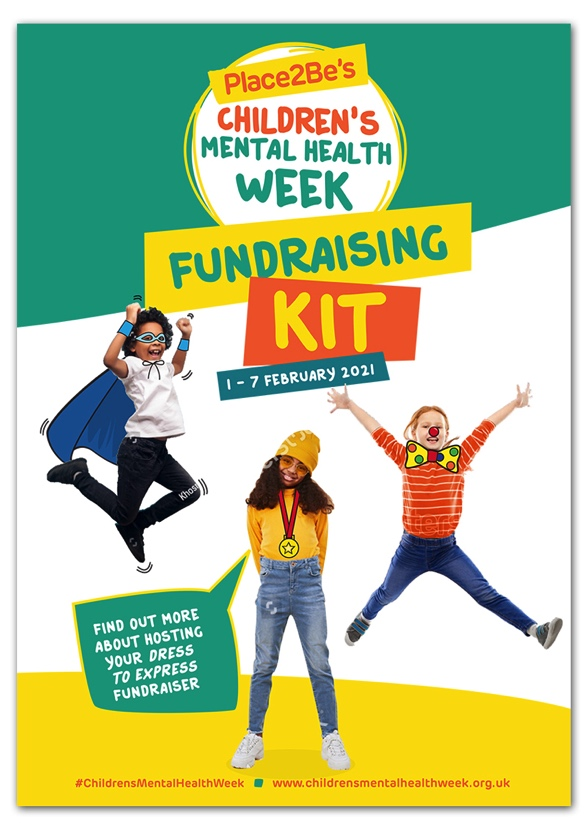 Place2Be's
CHILDREN'S
MENTAL HEALTH
WEEK
FUNDRAISING
KIT
1 - 7 FEBRUARY 2021
FIND OUT MORE
ABOUT HOSTING
YOUR DRESS
TO EXPRESS
FUNDRAISER
#ChildrensMentalHealthWeek
www.childrensmentalhealthweek.org.uk